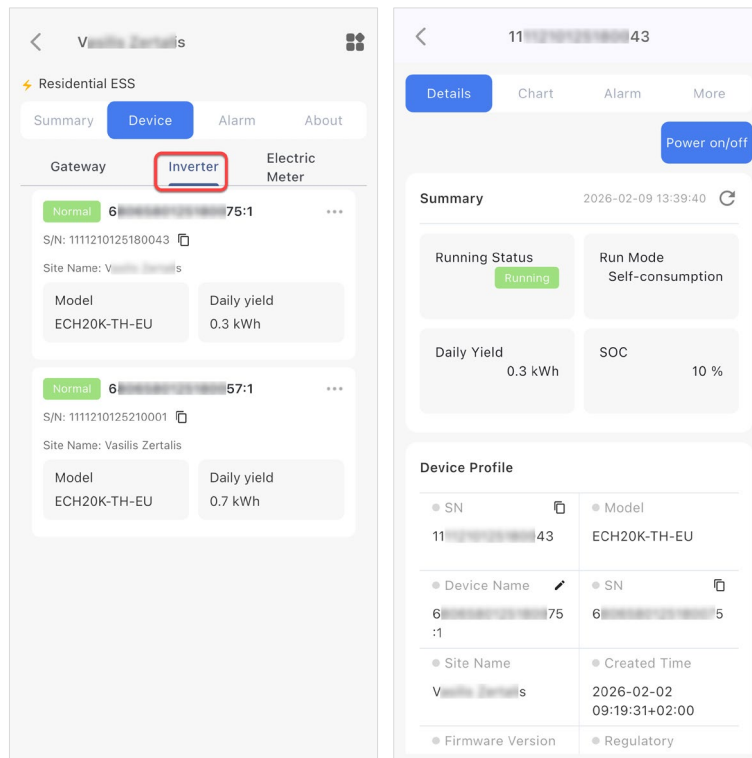 Residential ESS
Summary
Device
Alarm
About
Gateway
Inverter
Electric
Meter
Normal
75:1
S/N: 1111210125180043
Site Name:
Model
ECH20K-TH-EU
Daily yield
0.3 kWh
Normal
57:1
S/N: 1111210125210001
Site Name: Vasilis Zertalis
Model
ECH20K-TH-EU
Daily yield
0.7 kWh
11
43
Details
Chart
Alarm
More
Power on/off
Summary
2026-02-09 13:39:40
Running Status
Running
Run Mode
Self-consumption
Daily Yield
0.3 kWh
SOC
10 %
Device Profile
SN
11
43
Model
ECH20K-TH-EU
Device Name
6
75
:1
SN
6
5
Site Name
V
s
Created Time
2026-02-02
09:19:31+02:00
Firmware Version
Regulatory